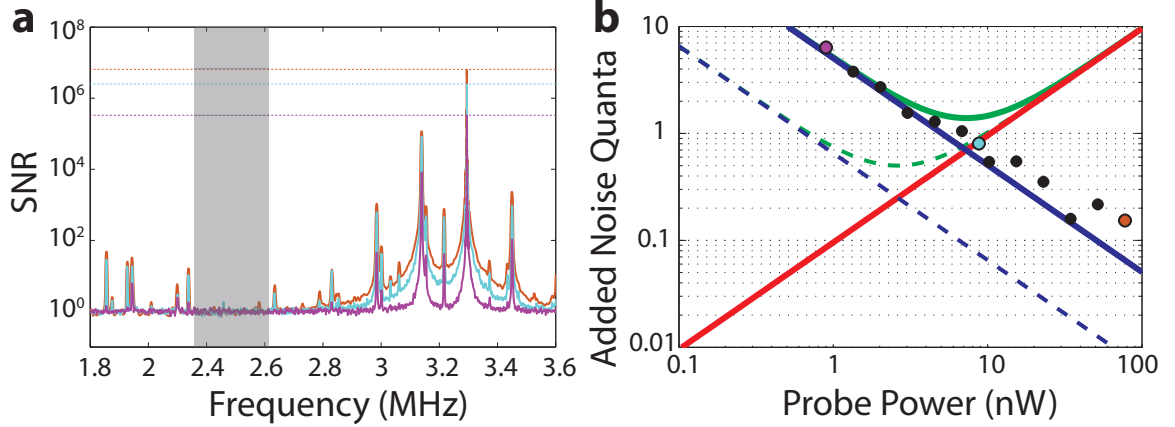 a
SNR
10^8
10^6
10^4
10^2
10^0
1.8 2 2.2 2.4 2.6 2.8 3 3.2 3.4 3.6
Frequency (MHz)
b
Added Noise Quanta
10
1
0.1
0.01
0.1 1 10 100
Probe Power (nW)